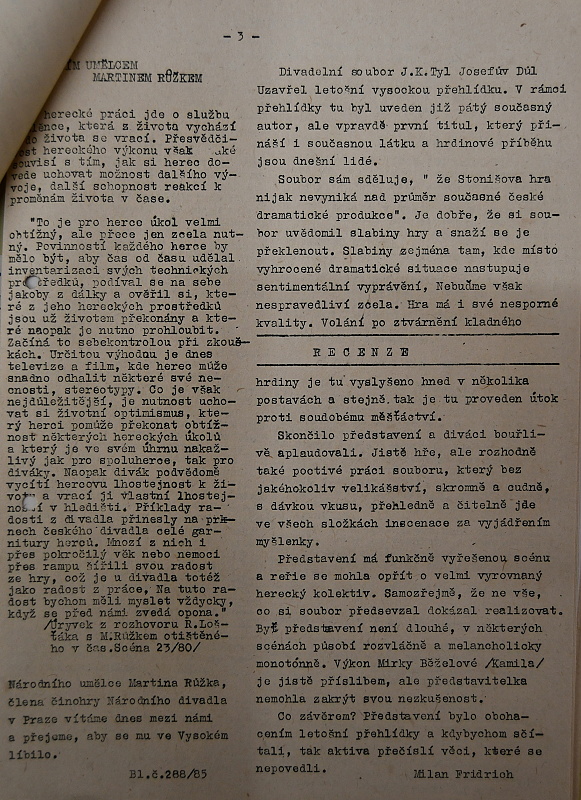 - 3 -
ÍM UMĚLCEM
MARTINEM RŮŽKEM
herecké práci jde o službu
která z života vychází
života se vrací. Přesvědči-
hereckého výkonu však
souvisí s tím, jak si herec do-
vede uchovat možnost dalšího vý-
voje, další schopnost reakcí k
proměnám života v čase.
"To je pro herce úkol velmi
obtížný, ale přece jen zcela nut-
ný. Povinností každého herce by
mělo být, aby čas od času udělal
inventarizaci svých technických
prostředků, podíval se na sebe
jakoby z dálky a ověřil si, kte-
ré z jeho hereckých prostředků
jsou už životem překonány a kte-
ré naopak je nutno prohloubit.
Začíná to sebekontrolou při zkouš-
kách. Určitou výhodou je dnes
televize a film, kde herec může
snadno odhalit některé své ne-
cnosti, stereotypy. Co je však
nejdůležitější, je nutnost ucho-
vat si životní optimismus, kte-
rý herci pomůže překonat obtíž-
nost některých hereckých úkolů
a který je ve svém úhrnu nakaž-
livý jak pro spoluherce, tak pro
diváky. Naopak divák podvědomě
vycítí hercovu lhostejnost k ži-
votu a vrací jí vlastní lhostej-
ností v hledišti. Příklady ra-
dosti z divadla přinesly na prk-
nech českého divadla celé gar-
nitury herců. Mnozí z nich i
přes pokročilý věk nebo nemoci
přes rampu šířili svou radost
ze hry, což je u divadla totéž
jako radost z práce. Na tuto ra-
dost bychom měli myslet vždycky,
když se před námi zvedá opona."
/Úryvek z rozhovoru R.Loš-
ťáka s M.Růžkem otištěné-
ho v čas.Scéna 23/80/
Národního umělce Martina Růžka,
člena činohry Národního divadla
v Praze vítáme dnes mezi námi
a přejeme, aby se mu ve Vysokém
líbilo.
Bl.č.288/85
Divadelní soubor J.K.Tyl Josefův Důl
Uzavřel letošní vysockou přehlídku. V rámci
přehlídky tu byl uveden již pátý současný
autor, ale vpravdě první titul, který při-
náší i současnou látku a hrdinové příběhu
jsou dnešní lidé.
Soubor sám sděluje, " že Stonišova hra
nijak nevyniká nad průměr současné české
dramatické produkce". Je dobře, že si sou-
bor uvědomil slabiny hry a snaží se je
překlenout. Slabiny zejména tam, kde místo
vyhrocené dramatické situace nastupuje
sentimentální vyprávění, Nebuďme však
nespravedliví zcela. Hra má i své nesporné
kvality. Volání po ztvárnění kladného
RECENZE
hrdiny je tu vyslyšeno hned v několika
postavách a stejně tak je tu proveden útok
proti soudobému měšťáctví.
Skončilo představení a diváci bouřli-
vě aplaudovali. Jistě hře, ale rozhodně
také poctivé práci souboru, který bez
jakéhokoliv velikášství, skromně a cudně,
s dávkou vkusu, přehledně a čitelně jde
ve všech složkách inscenace za vyjádřením
myšlenky.
Představení má funkčně vyřešenou scénu
a režie se mohla opřít o velmi vyrovnaný
herecký kolektiv. Samozřejmě, že ne vše,
co si soubor předsevzal dokázal realizovat.
Byť představení není dlouhé, v některých
scénách působí rozvláčně a melancholicky
monotónně. Výkon Mirky Běželové /Kamila/
je jistě příslibem, ale představitelka
nemohla zakrýt svou nezkušenost.
Co závěrem? Představení bylo oboha-
cením letošní přehlídky a kdybychom sčí-
tali, tak aktiva přečíslí věci, které se
nepovedli.
Milan Fridrich